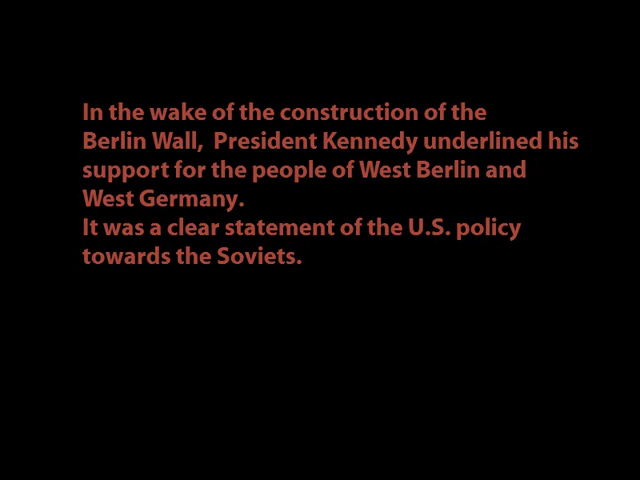 In the wake of the construction of the
Berlin Wall,  President Kennedy underlined his
support for the people of West Berlin and
West Germany.
It was a clear statement of the U.S. policy
towards the Soviets.